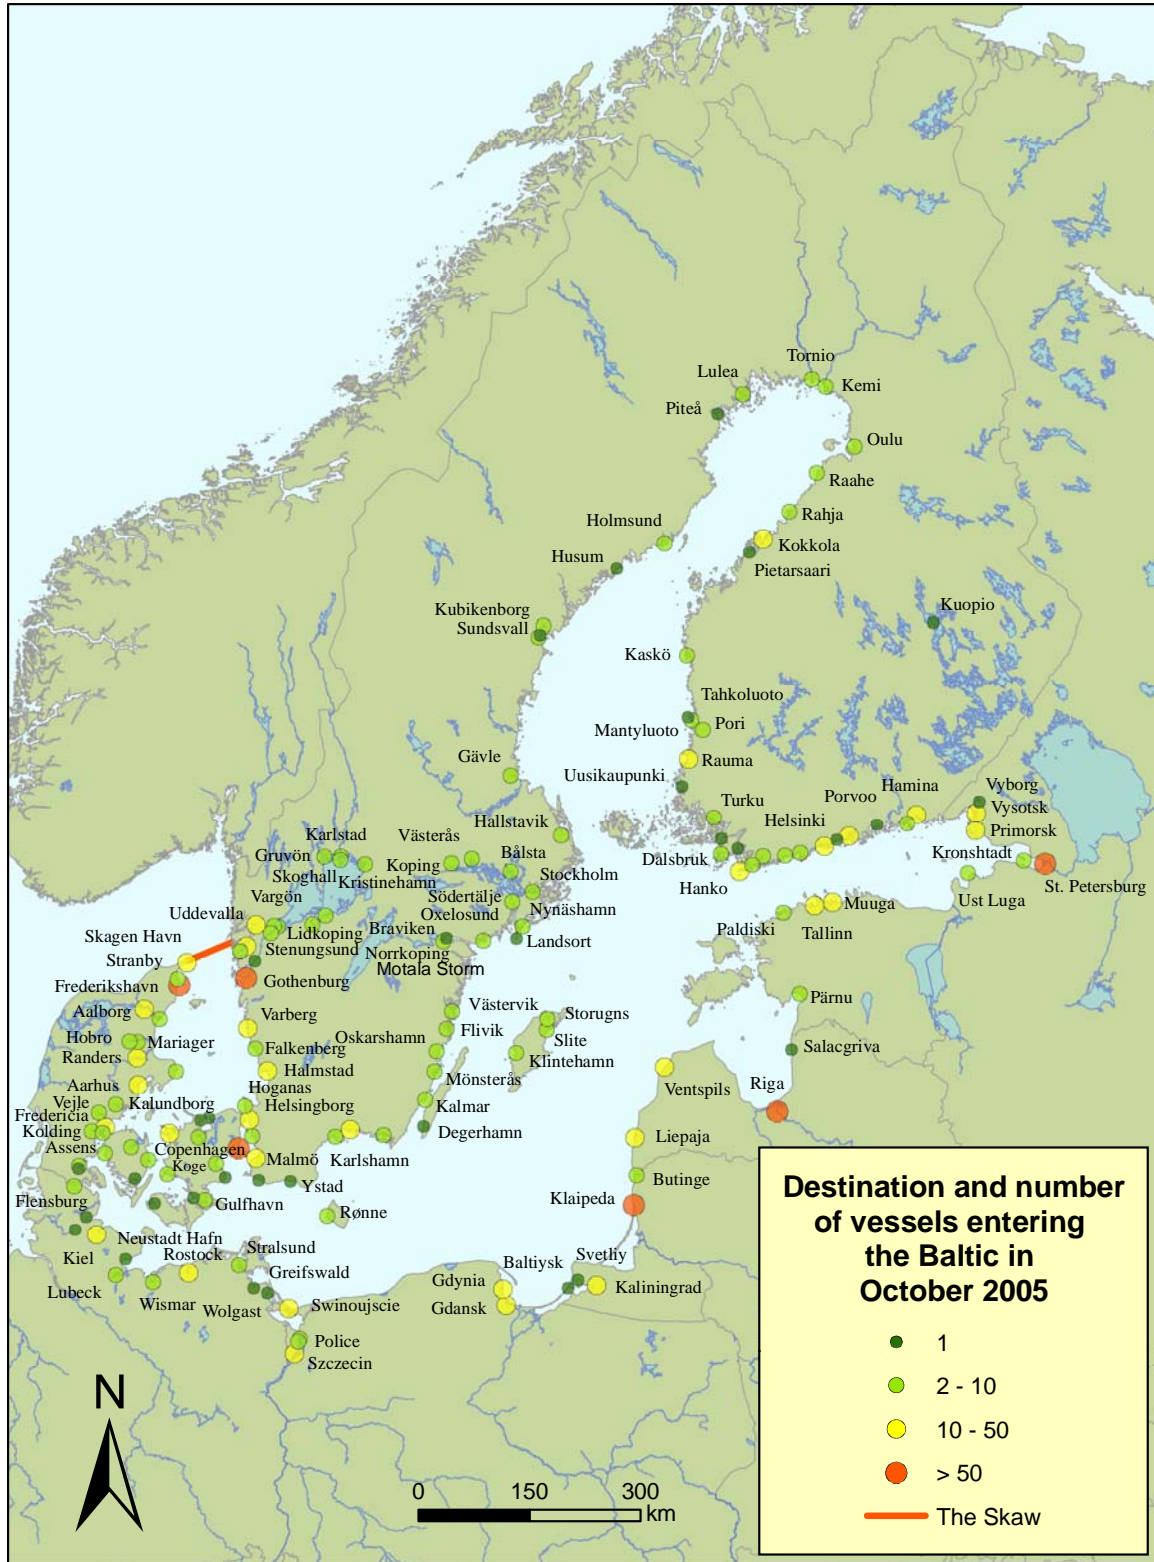 Tornio
Lulea
Kemi
Piteå
Oulu
Raahe
Rahja
Holmsund
Kokkola
Husum
Pietarsaari
Kubikenborg
Kuopio
Sundsvall
Kaskö
Tahkoluoto
Mantyluoto
Pori
Rauma
Gävle
Uusikaupunki
Hamina
Vyborg
Turku
Porvoo
Vysotsk
Hallstavik
Helsinki
Primorsk
Karlstad
Västerås
Gruvön
Bålsta
Dalsbruk
Kronshtadt
Koping
Skoghall
Stockholm
Kristinehamn
Hanko
St. Petersburg
Vargön
Södertälje
Ust Luga
Uddevalla
Oxelosund
Nynäshamn
Muuga
Lidkoping
Braviken
Paldiski
Tallinn
Skagen Havn
Stenungsund
Norrkoping
Landsort
Stranby
Motala Storm
Frederikshavn
Gothenburg
Pärnu
Aalborg
Västervik
Varberg
Storugns
Flivik
Hobro
Mariager
Oskarshamn
Slite
Falkenberg
Salacgriva
Randers
Klintehamn
Halmstad
Ventspils
Aarhus
Mönsterås
Riga
Hoganas
Vejle
Kalundborg
Helsingborg
Kalmar
Fredericia
Degerhamn
Kolding
Liepaja
Assens
Copenhagen
Malmö
Karlshamn
Koge
Butinge
Ystad
Flensburg
Gulfhavn
Klaipeda
Rønne
Neustadt Hafn
Kiel
Rostock
Stralsund
Svetliy
Baltiysk
Greifswald
Gdynia
Kaliningrad
Lubeck
Wismar
Wolgast
Swinoujscie
Gdansk
Police
Szczecin
N
0 150 300
km
Destination and number
of vessels entering
the Baltic in
October 2005
1
2 - 10
10 - 50
> 50
The Skaw